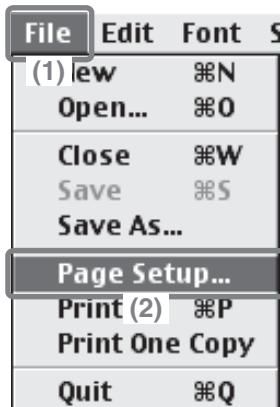 File Edit Font
(1) ew ⌘N
Open... ⌘O
Close ⌘W
Save ⌘S
Save As...
Page Setup...
Print (2) ⌘P
Print One Copy
Quit ⌘Q